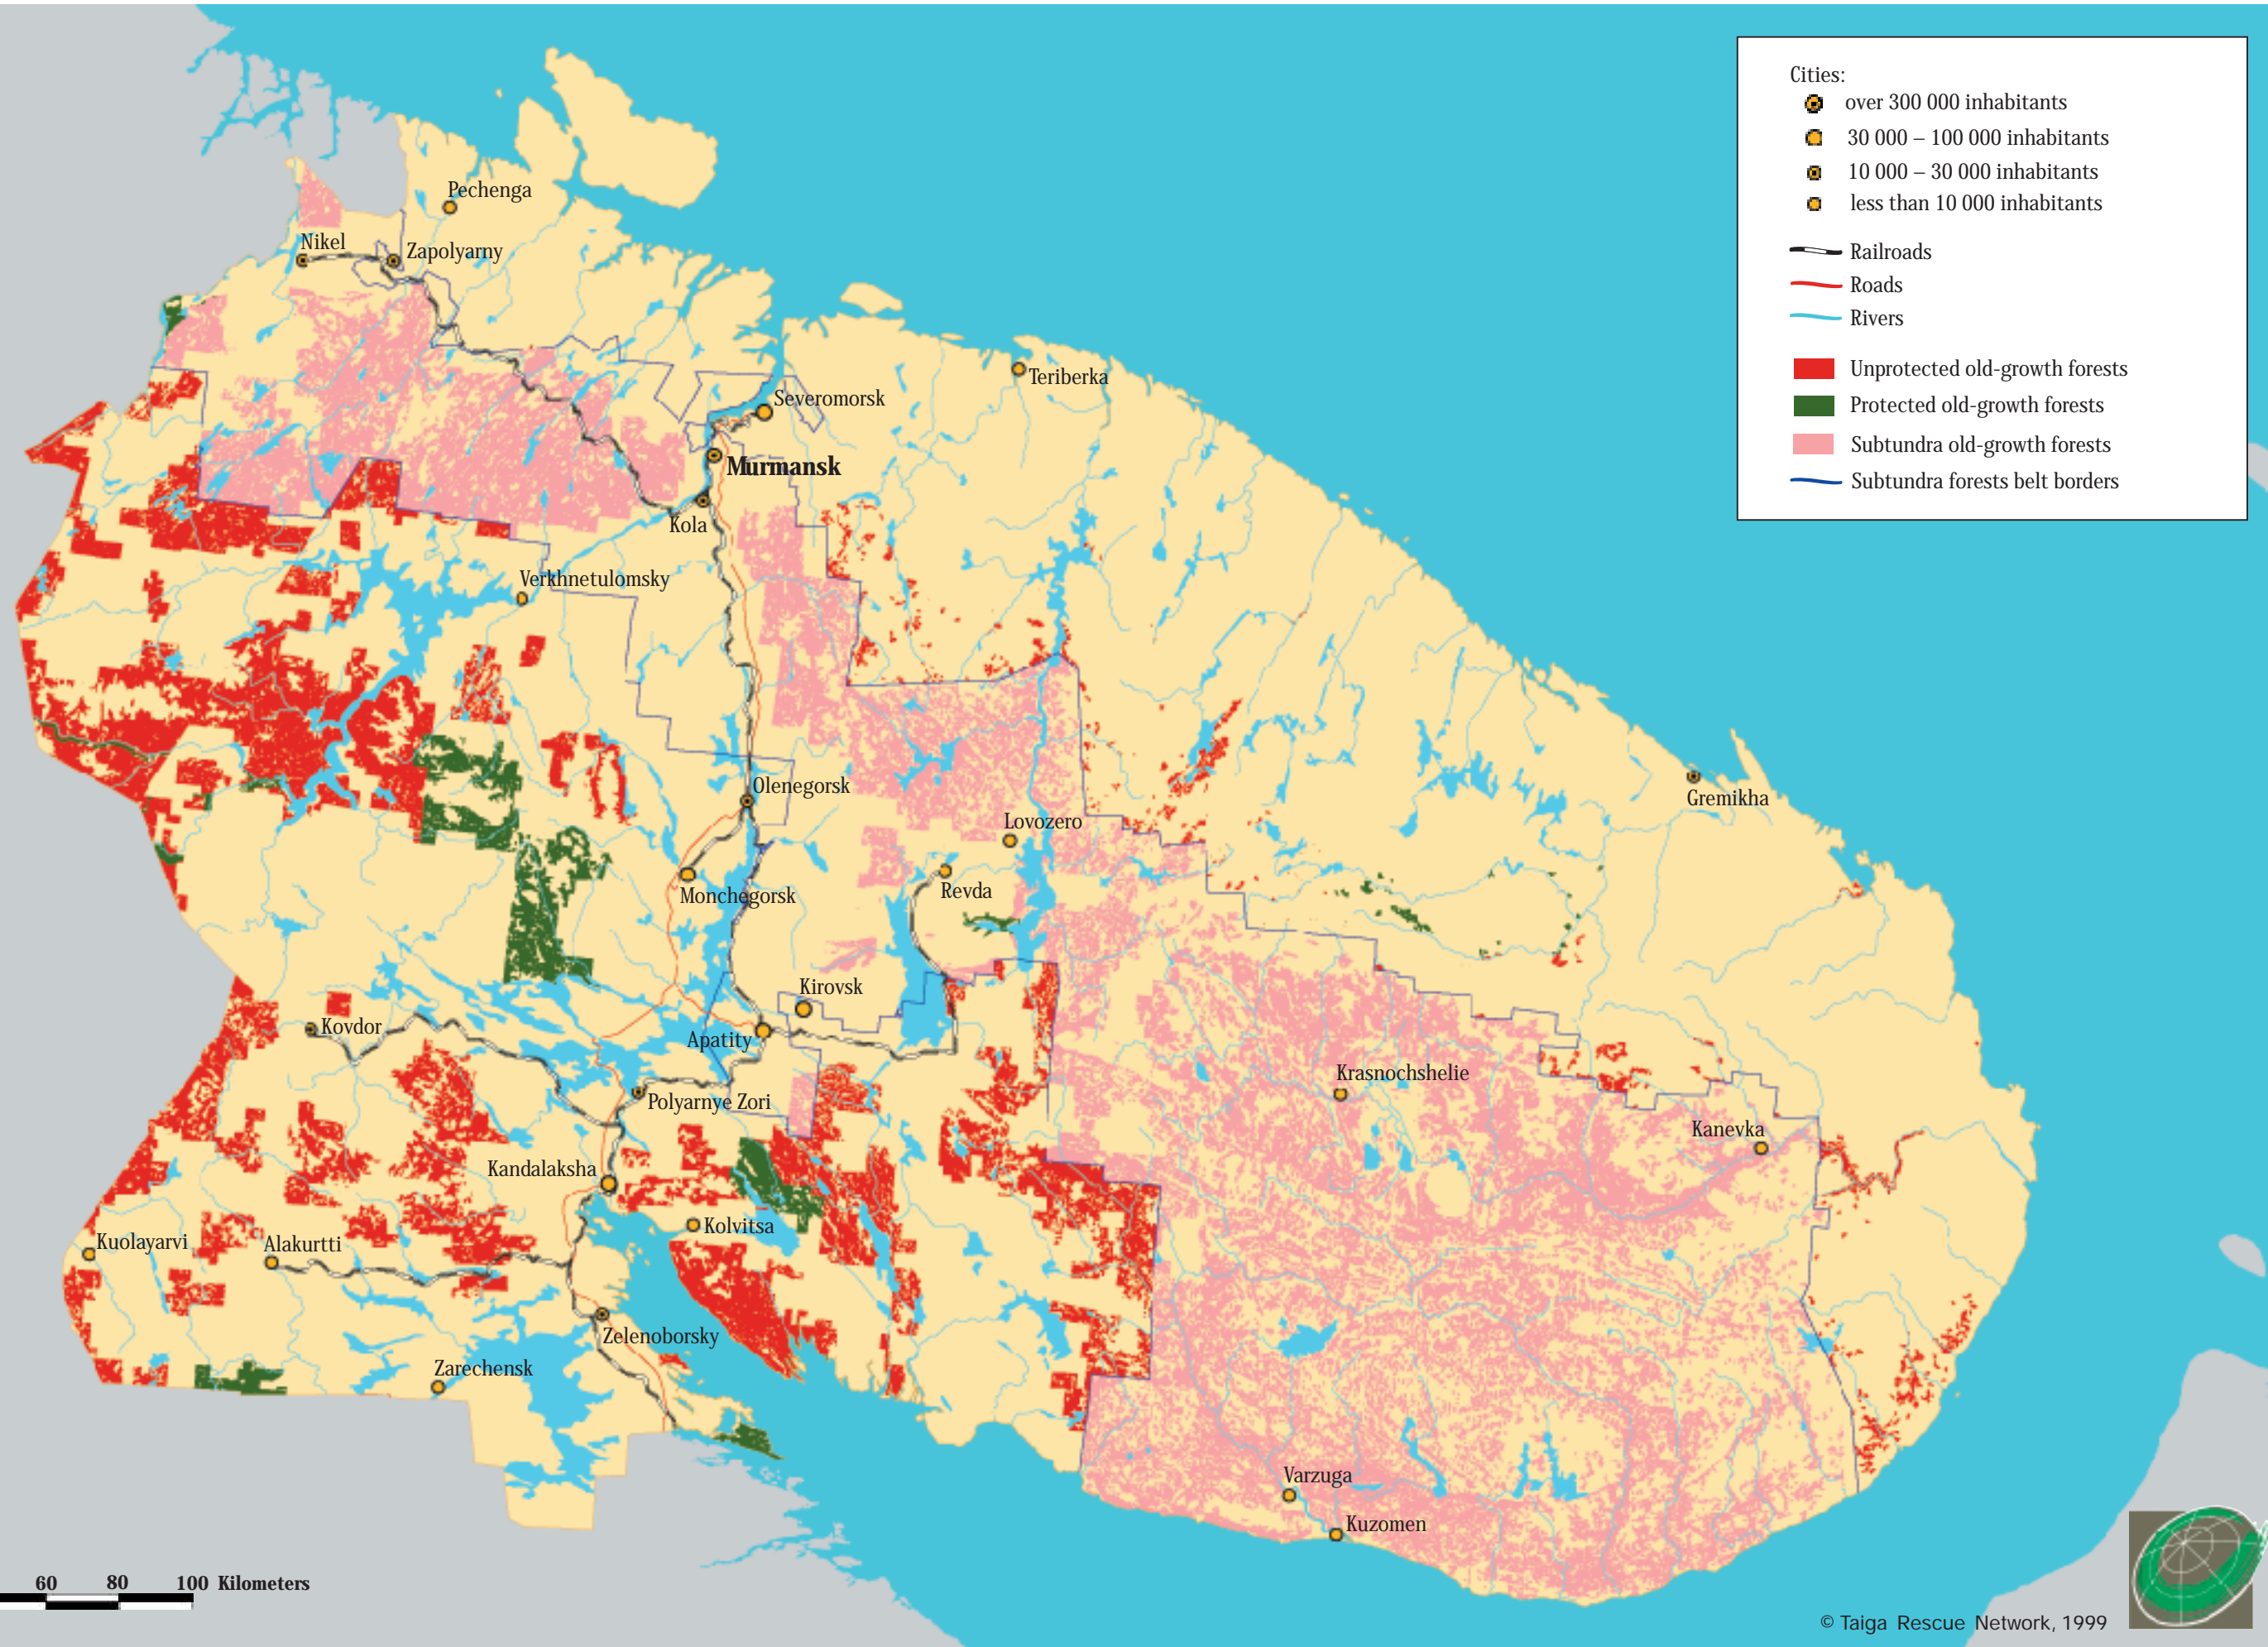 Cities:
over 300 000 inhabitants
30 000 – 100 000 inhabitants
10 000 – 30 000 inhabitants
less than 10 000 inhabitants
Railroads
Roads
Rivers
Unprotected old-growth forests
Protected old-growth forests
Subtundra old-growth forests
Subtundra forests belt borders
Pechenga
Nikel
Zapolyarny
Teriberka
Severomorsk
Murmansk
Kola
Verkhnetulomsky
Olenegorsk
Gremikha
Lovozero
Monchegorsk
Revda
Kirovsk
Kovdor
Apatity
Krasnochshelie
Polyarnye Zori
Kanevka
Kandalaksha
Kolvitsa
Kuolayarvi
Alakurtti
Zelenoborsky
Zarechensk
Varzuga
Kuzomen
60 80 100 Kilometers
© Taiga Rescue Network, 1999